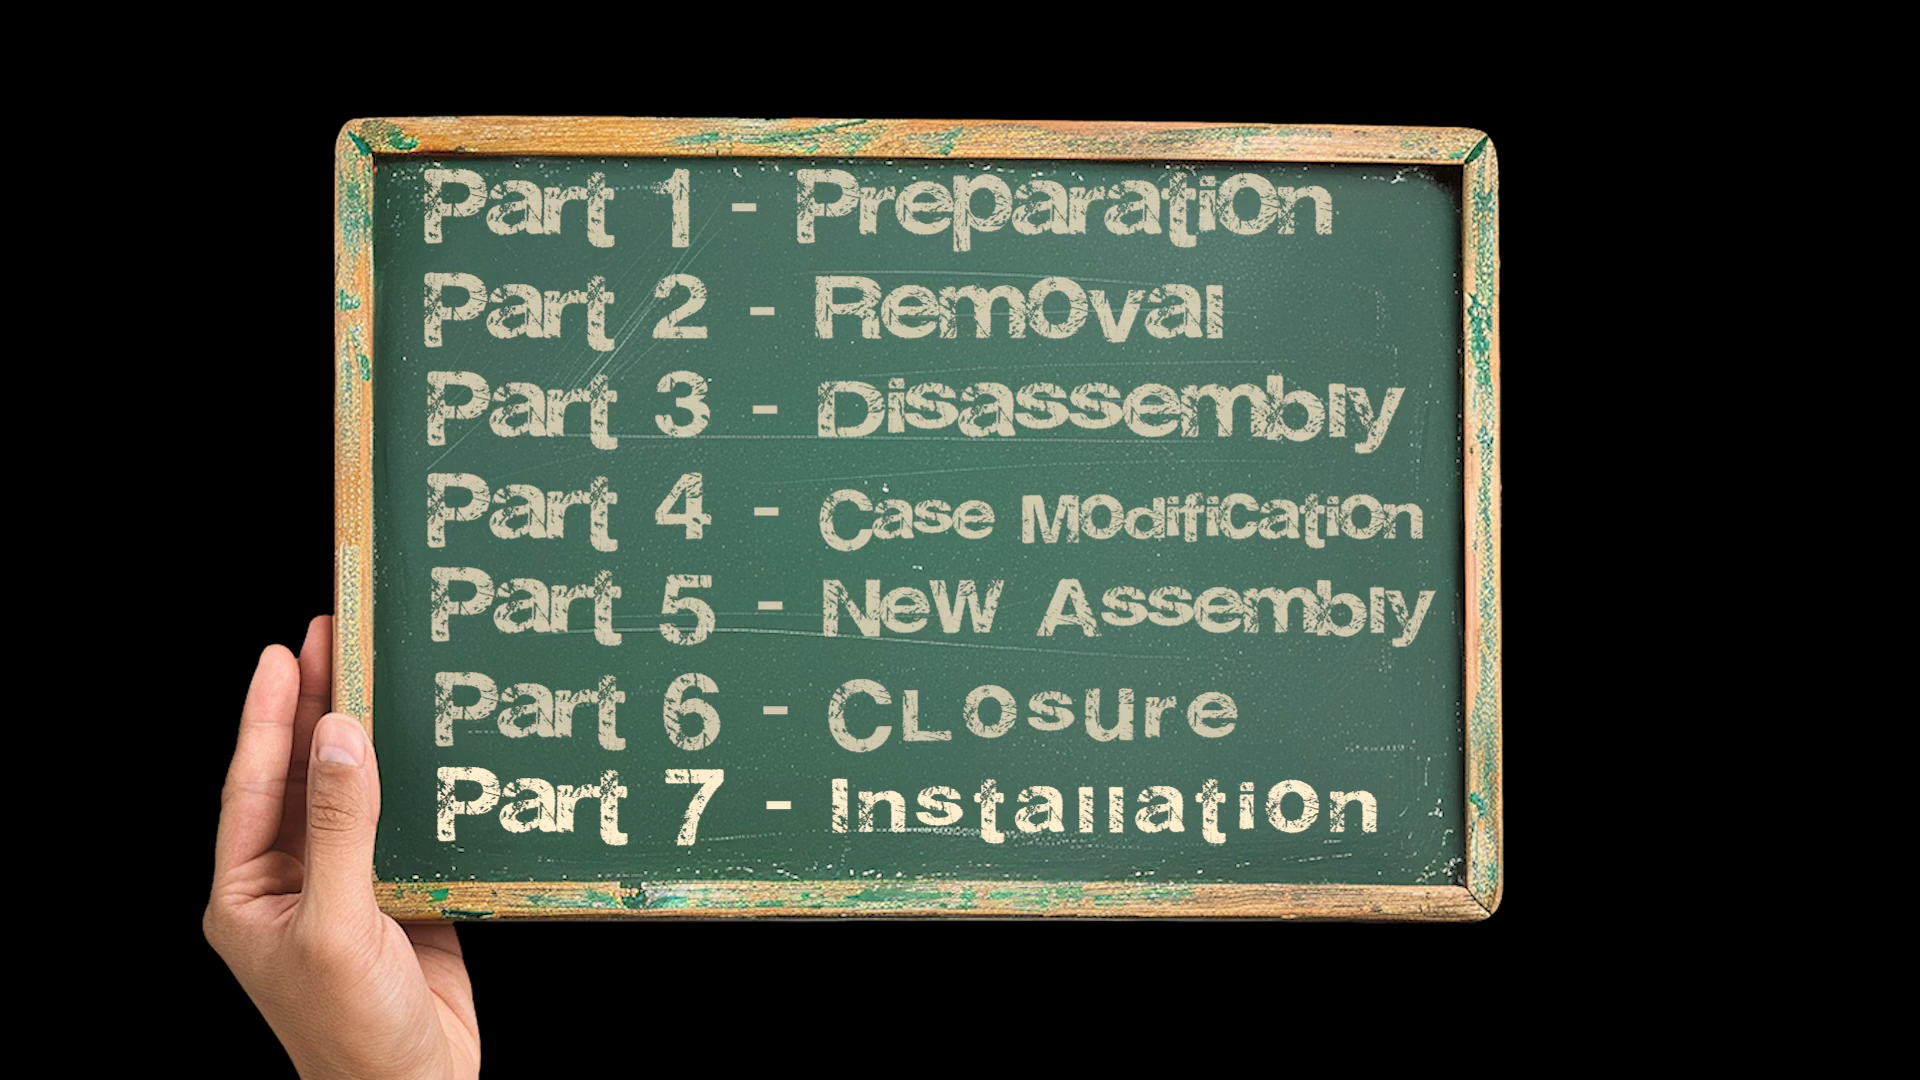 Part 1 - Preparation
Part 2 - Removal
Part 3 - Disassembly
Part 4 - Case Modification
Part 5 - New Assembly
Part 6 - Closure
Part 7 - Installation